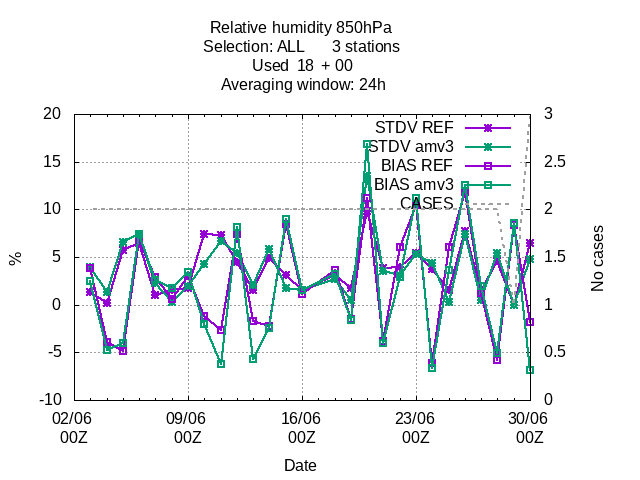 Relative humidity 850hPa
Selection: ALL 3 stations
Used 18 + 00
Averaging window: 24h
20 3
STDV REF
STDV amv3
15 2.5
BIAS REF
BIAS amv3
10 CASES 2
5 1.5
% No cases
0 1
-5 0.5
-10 0
02/06 09/06 16/06 23/06 30/06
00Z 00Z 00Z 00Z 00Z
Date